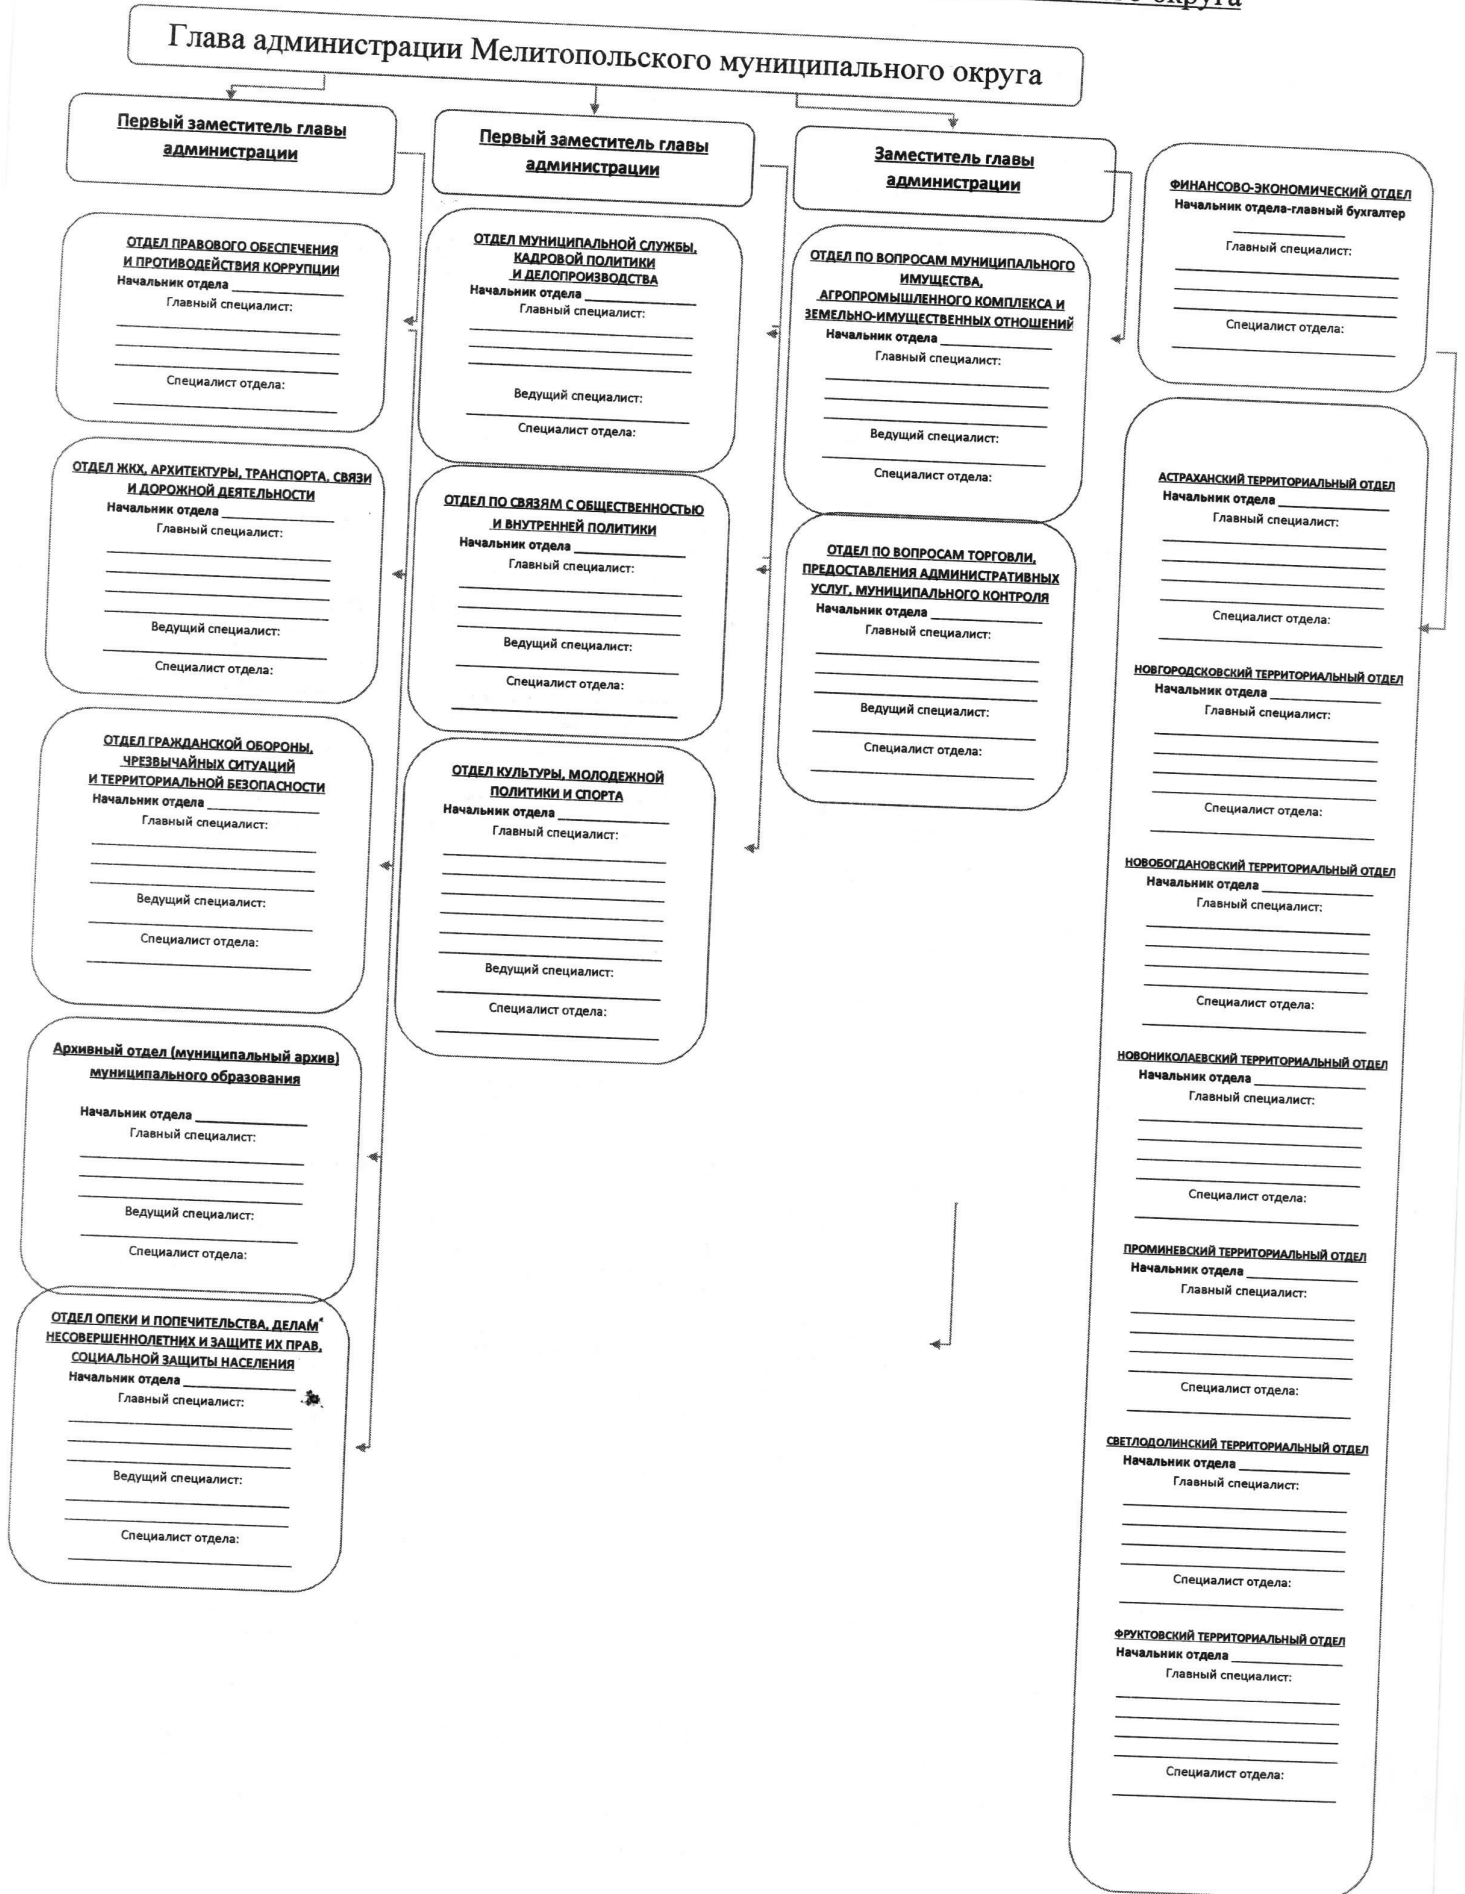 округа
Глава администрации Мелитопольского муниципального округа
Первый заместитель главы
администрации
ОТДЕЛ ПРАВОВОГО ОБЕСПЕЧЕНИЯ
И ПРОТИВОДЕЙСТВИЯ КОРРУПЦИИ
Начальник отдела
Главный специалист:
Специалист отдела:
ОТДЕЛ ЖКХ, АРХИТЕКТУРЫ, ТРАНСПОРТА, СВЯЗИ
И ДОРОЖНОЙ ДЕЯТЕЛЬНОСТИ
Начальник отдела
Главный специалист:
Ведущий специалист:
Специалист отдела:
ОТДЕЛ ГРАЖДАНСКОЙ ОБОРОНЫ,
ЧРЕЗВЫЧАЙНЫХ СИТУАЦИЙ
И ТЕРРИТОРИАЛЬНОЙ БЕЗОПАСНОСТИ
Начальник отдела
Главный специалист:
Ведущий специалист:
Специалист отдела:
Архивный отдел (муниципальный архив)
муниципального образования
Начальник отдела
Главный специалист:
Ведущий специалист:
Специалист отдела:
ОТДЕЛ ОПЕКИ И ПОПЕЧИТЕЛЬСТВА, ДЕЛАМ
НЕСОВЕРШЕННОЛЕТНИХ И ЗАЩИТЕ ИХ ПРАВ,
СОЦИАЛЬНОЙ ЗАЩИТЫ НАСЕЛЕНИЯ
Начальник отдела
Главный специалист:
Ведущий специалист:
Специалист отдела:
Первый заместитель главы
администрации
ОТДЕЛ МУНИЦИПАЛЬНОЙ СЛУЖБЫ,
КАДРОВОЙ ПОЛИТИКИ
И ДЕЛОПРОИЗВОДСТВА
Начальник отдела
Главный специалист:
Ведущий специалист:
Специалист отдела:
ОТДЕЛ ПО СВЯЗЯМ С ОБЩЕСТВЕННОСТЬЮ
И ВНУТРЕННЕЙ ПОЛИТИКИ
Начальник отдела
Главный специалист:
Ведущий специалист:
Специалист отдела:
ОТДЕЛ КУЛЬТУРЫ, МОЛОДЕЖНОЙ
ПОЛИТИКИ И СПОРТА
Начальник отдела
Главный специалист:
Ведущий специалист:
Специалист отдела:
Заместитель главы
администрации
ОТДЕЛ ПО ВОПРОСАМ МУНИЦИПАЛЬНОГО
ИМУЩЕСТВА,
АГРОПРОМЫШЛЕННОГО КОМПЛЕКСА И
ЗЕМЕЛЬНО-ИМУЩЕСТВЕННЫХ ОТНОШЕНИЙ
Начальник отдела
Главный специалист:
Ведущий специалист:
Специалист отдела:
ОТДЕЛ ПО ВОПРОСАМ ТОРГОВЛИ,
ПРЕДОСТАВЛЕНИЯ АДМИНИСТРАТИВНЫХ
УСЛУГ, МУНИЦИПАЛЬНОГО КОНТРОЛЯ
Начальник отдела
Главный специалист:
Ведущий специалист:
Специалист отдела:
ФИНАНСОВО-ЭКОНОМИЧЕСКИЙ ОТДЕЛ
Начальник отдела-главный бухгалтер
Главный специалист:
Специалист отдела:
АСТРАХАНСКИЙ ТЕРРИТОРИАЛЬНЫЙ ОТДЕЛ
Начальник отдела
Главный специалист:
Специалист отдела:
НОВГОРОДСКОВСКИЙ ТЕРРИТОРИАЛЬНЫЙ ОТДЕЛ
Начальник отдела
Главный специалист:
Специалист отдела:
НОВОБОГДАНОВСКИЙ ТЕРРИТОРИАЛЬНЫЙ ОТДЕЛ
Начальник отдела
Главный специалист:
Специалист отдела:
НОВОНИКОЛАЕВСКИЙ ТЕРРИТОРИАЛЬНЫЙ ОТДЕЛ
Начальник отдела
Главный специалист:
Специалист отдела:
ПРОМИНЕВСКИЙ ТЕРРИТОРИАЛЬНЫЙ ОТДЕЛ
Начальник отдела
Главный специалист:
Специалист отдела:
СВЕТЛОДОЛИНСКИЙ ТЕРРИТОРИАЛЬНЫЙ ОТДЕЛ
Начальник отдела
Главный специалист:
Специалист отдела:
ФРУКТОВСКИЙ ТЕРРИТОРИАЛЬНЫЙ ОТДЕЛ
Начальник отдела
Главный специалист:
Специалист отдела: